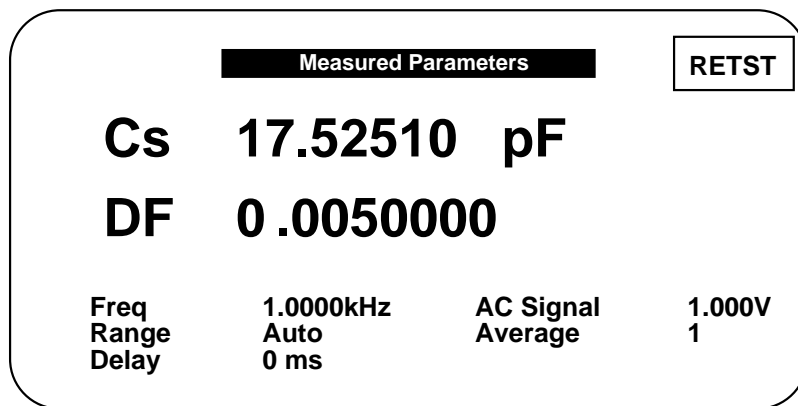 Measured Parameters
RETST
Cs 17.52510 pF
DF 0.0050000
Freq 1.0000kHz AC Signal 1.000V
Range Auto Average 1
Delay 0 ms